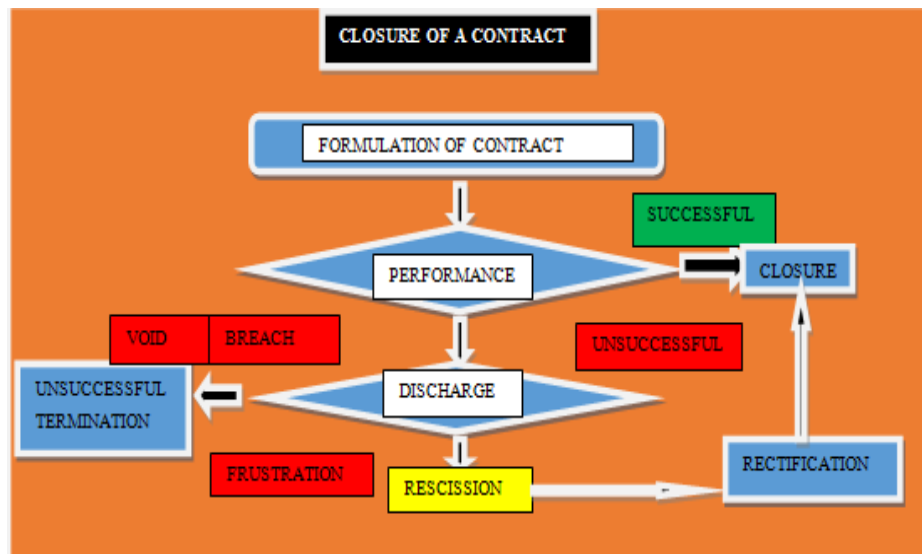 CLOSURE OF A CONTRACT
FORMULATION OF CONTRACT
SUCCESSFUL
PERFORMANCE
CLOSURE
VOID
BREACH
UNSUCCESSFUL
UNSUCCESSFUL
TERMINATION
DISCHARGE
FRUSTRATION
RESCISSION
RECTIFICATION